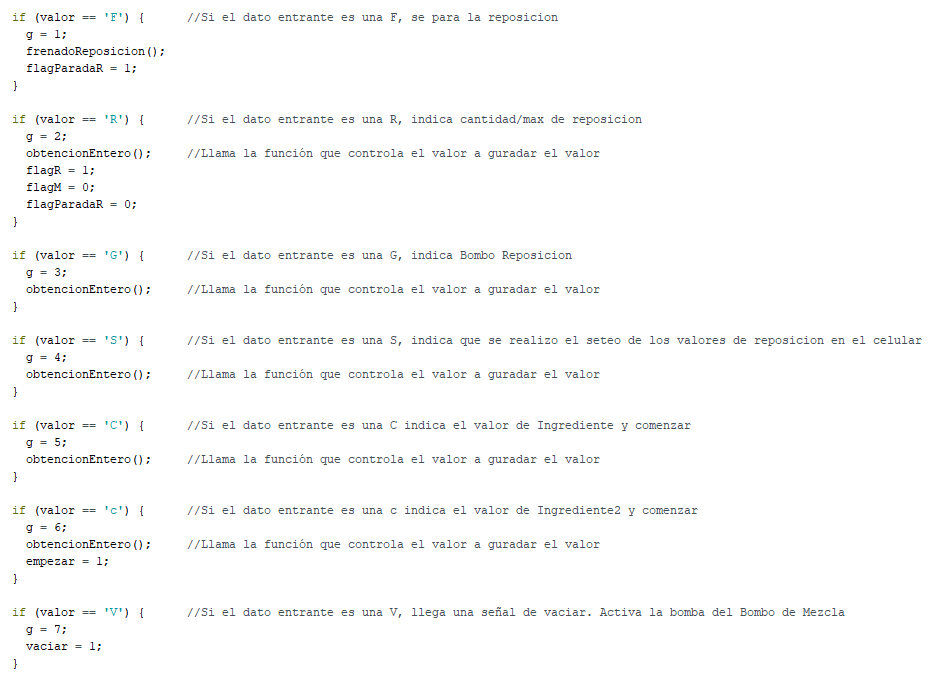 if (valor == 'F') {      //Si el dato entrante es una F, se para la reposicion
  g = 1;
  frenadoReposicion();
  flagParadaR = 1;
}

if (valor == 'R') {      //Si el dato entrante es una R, indica cantidad/max de reposicion
  g = 2;
  obtencionEntero();     //Llama la función que controla el valor a guradar el valor
  flagR = 1;
  flagM = 0;
  flagParadaR = 0;
}

if (valor == 'G') {      //Si el dato entrante es una G, indica Bombo Reposicion
  g = 3;
  obtencionEntero();     //Llama la función que controla el valor a guradar el valor
}

if (valor == 'S') {      //Si el dato entrante es una S, indica que se realizo el seteo de los valores de reposicion en el celular
  g = 4;
  obtencionEntero();     //Llama la función que controla el valor a guradar el valor
}

if (valor == 'C') {      //Si el dato entrante es una C indica el valor de Ingrediente y comenzar
  g = 5;
  obtencionEntero();     //Llama la función que controla el valor a guradar el valor
}

if (valor == 'c') {      //Si el dato entrante es una c indica el valor de Ingrediente2 y comenzar
  g = 6;
  obtencionEntero();     //Llama la función que controla el valor a guradar el valor
  empezar = 1;
}

if (valor == 'V') {      //Si el dato entrante es una V, llega una señal de vaciar. Activa la bomba del Bombo de Mezcla
  g = 7;
  vaciar = 1;
}